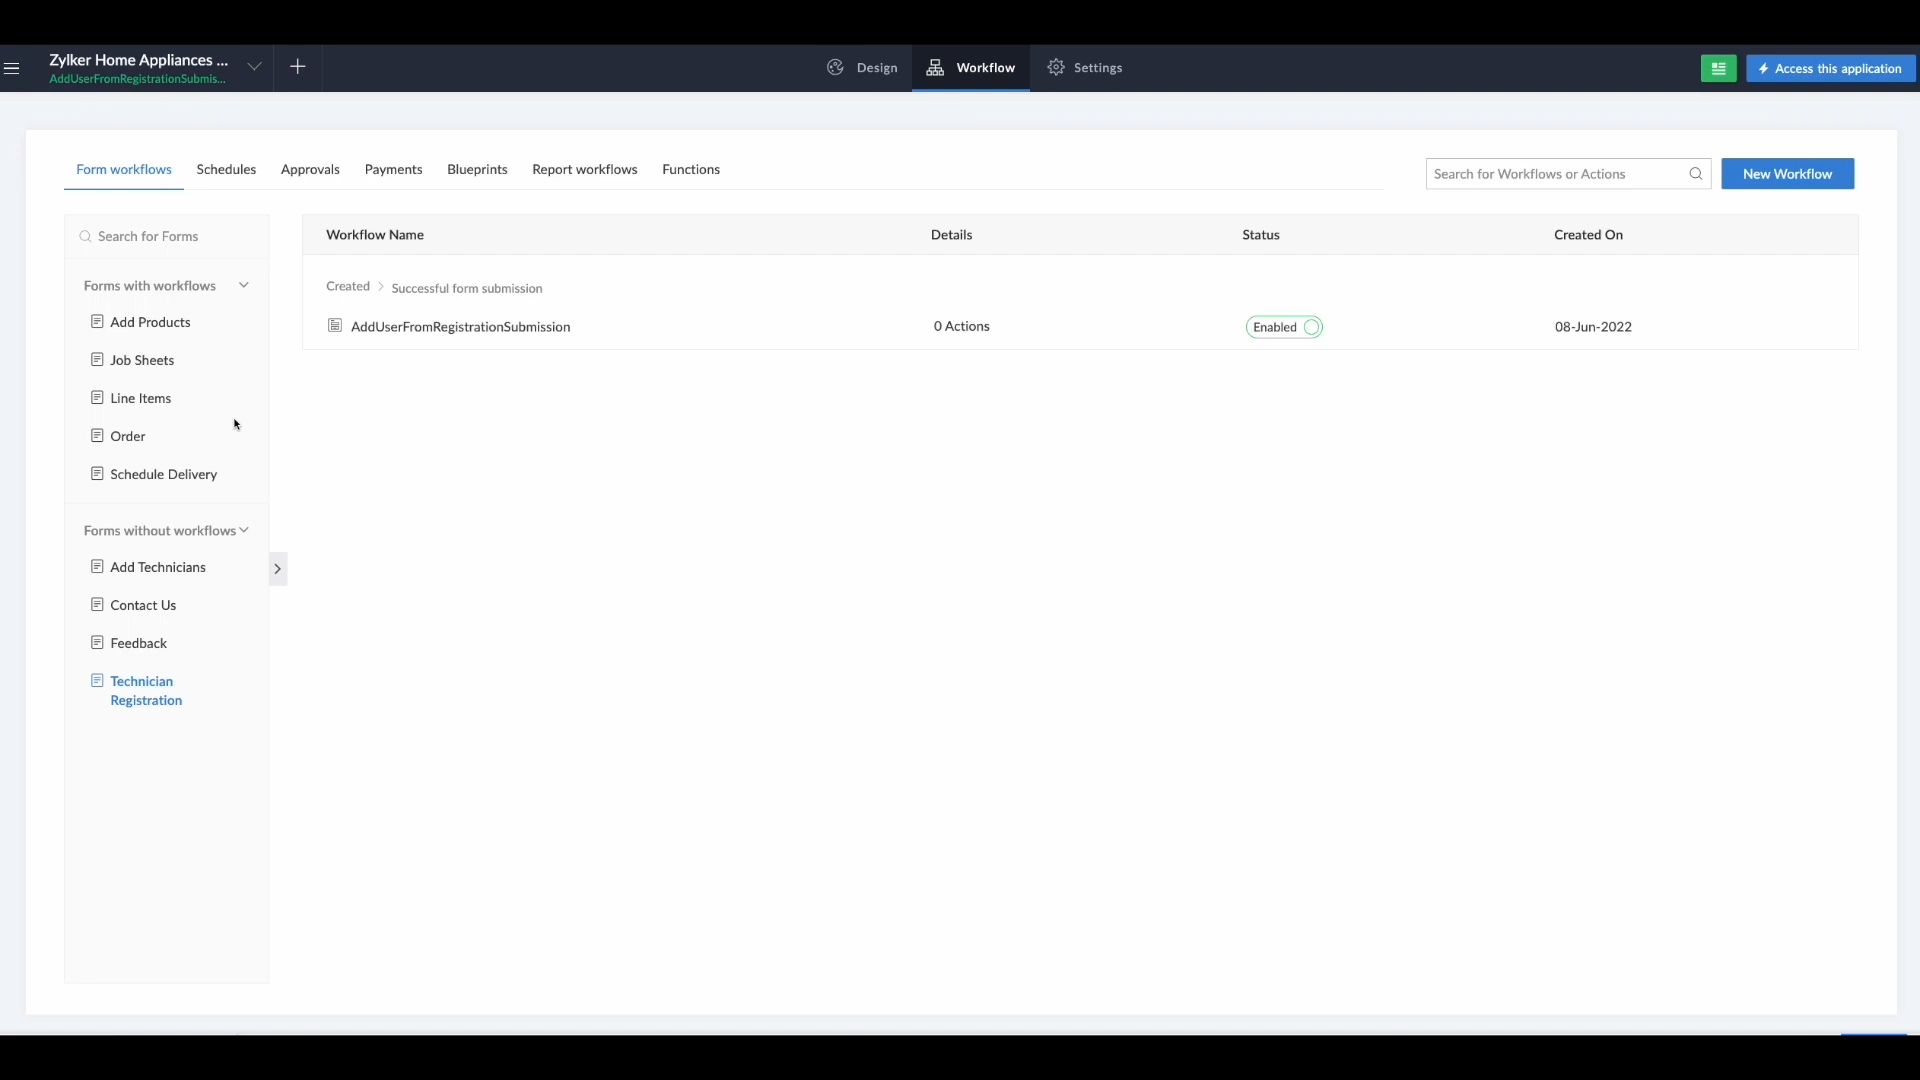 Zylker Home Appliances ...
AddUserFromRegistrationSubmis...
Design
Workflow
Settings
Access this application
Form workflows
Schedules
Approvals
Payments
Blueprints
Report workflows
Functions
Search for Workflows or Actions
New Workflow
Search for Forms
Forms with workflows
Add Products
Job Sheets
Line Items
Order
Schedule Delivery
Forms without workflows
Add Technicians
Contact Us
Feedback
Technician
Registration
Workflow Name
Details
Status
Created On
Created > Successful form submission
AddUserFromRegistrationSubmission
0 Actions
Enabled
08-Jun-2022